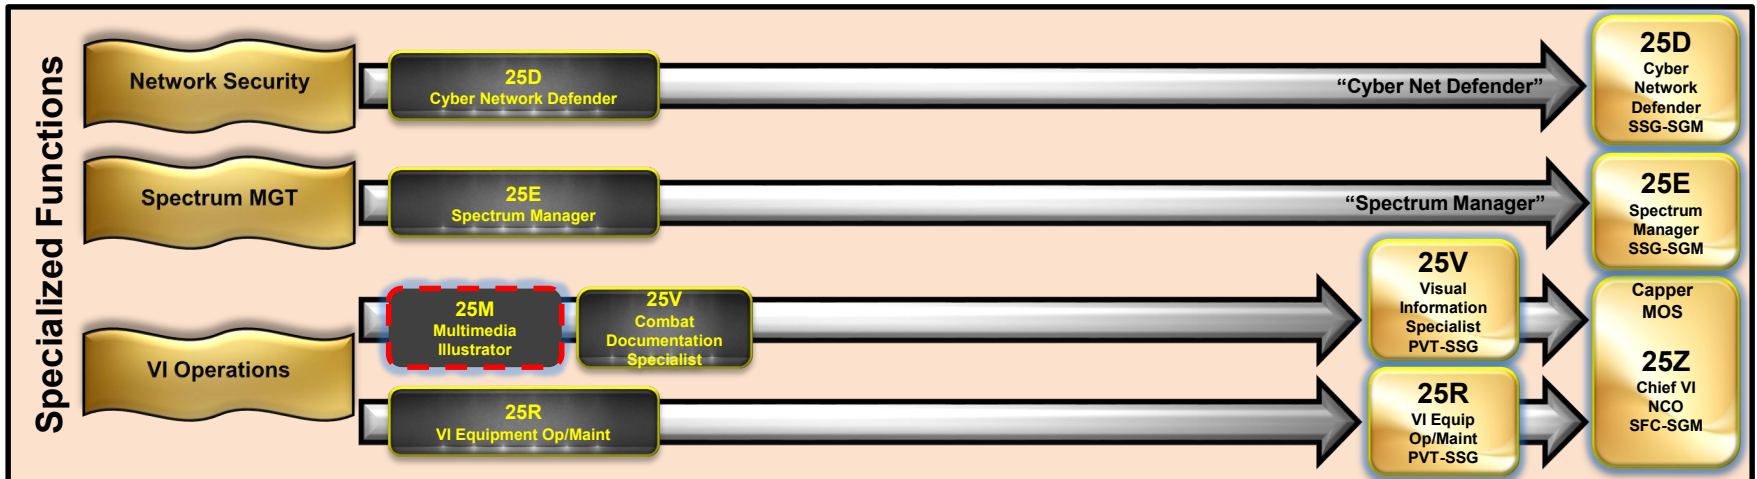 Specialized Functions
Network Security
25D
Cyber Network Defender
“Cyber Net Defender”
25D
Cyber
Network
Defender
SSG-SGM
Spectrum MGT
25E
Spectrum Manager
“Spectrum Manager”
25E
Spectrum
Manager
SSG-SGM
VI Operations
25M
Multimedia
Illustrator
25V
Combat
Documentation
Specialist
25V
Visual
Information
Specialist
PVT-SSG
25R
VI Equipment Op/Maint
25R
VI Equip
Op/Maint
PVT-SSG
Capper
MOS
25Z
Chief VI
NCO
SFC-SGM